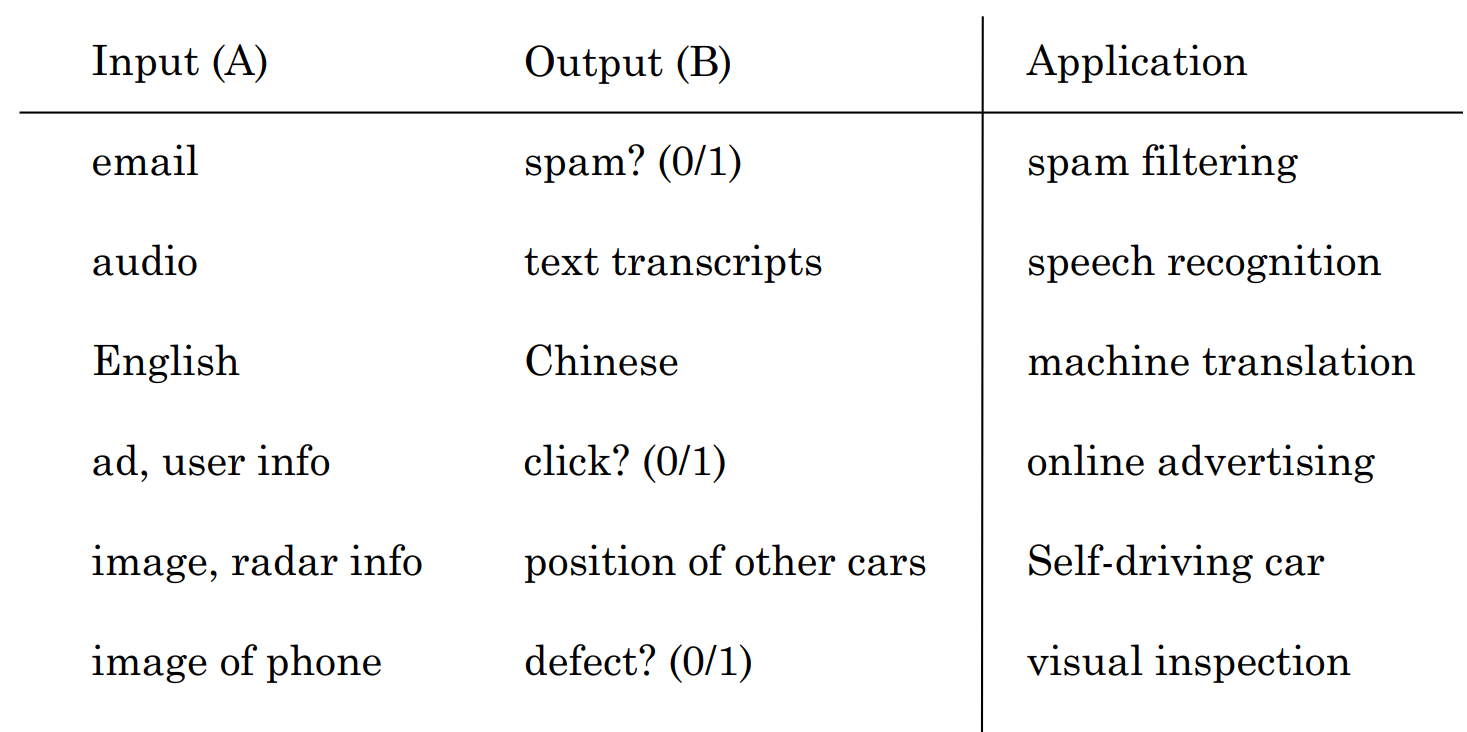 Input (A) Output (B) Application
email spam? (0/1) spam filtering
audio text transcripts speech recognition
English Chinese machine translation
ad, user info click? (0/1) online advertising
image, radar info position of other cars Self-driving car
image of phone defect? (0/1) visual inspection